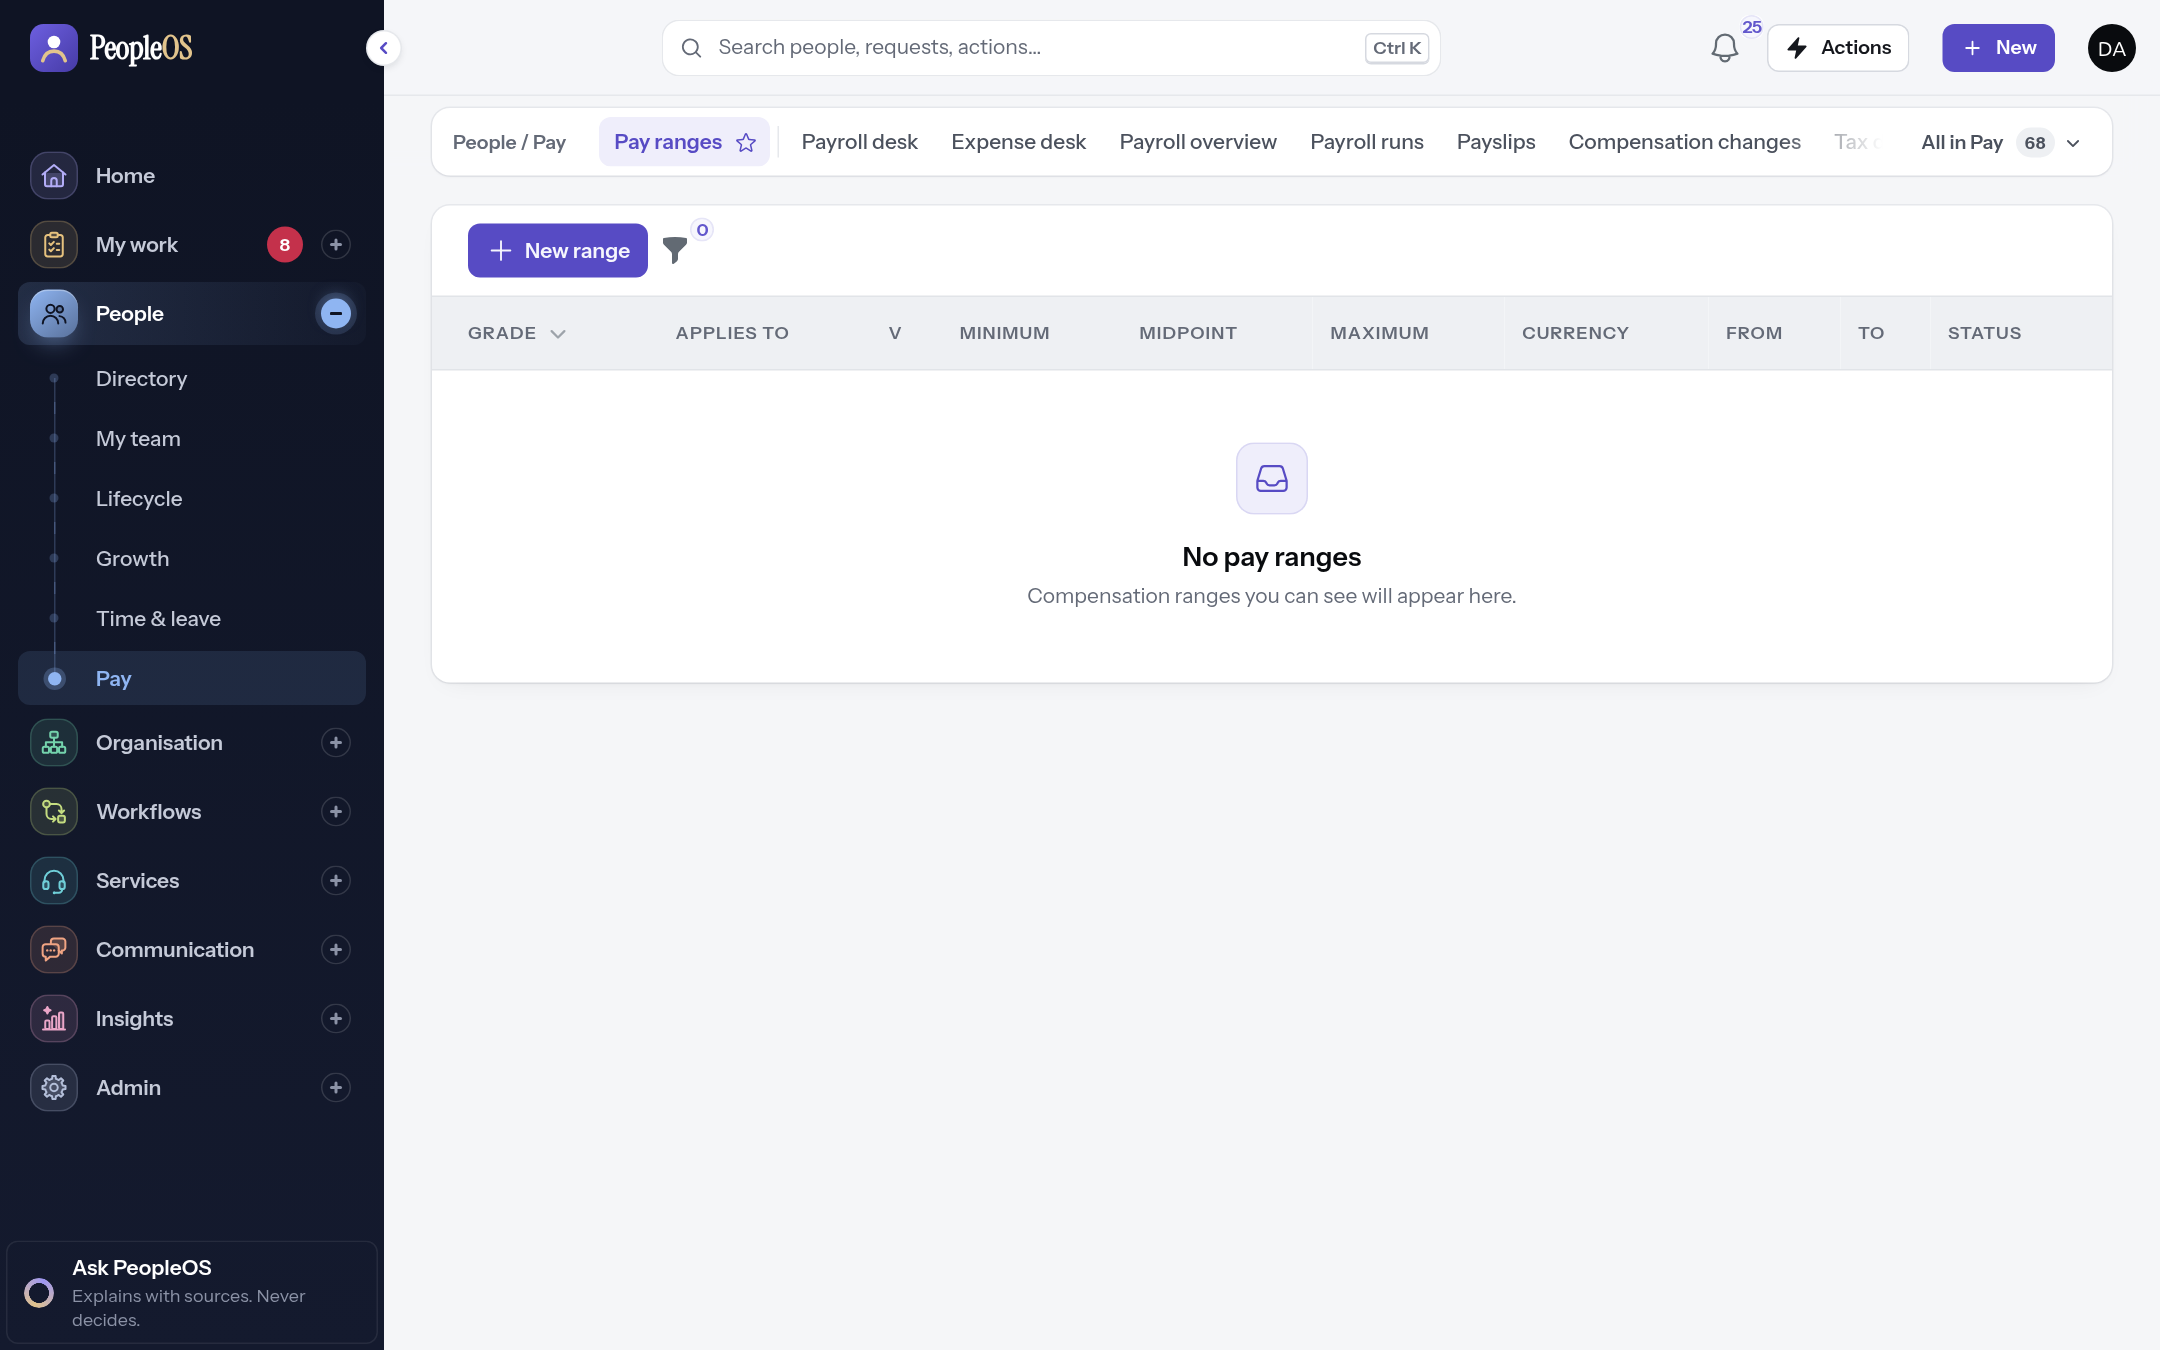 PeopleOS
Search people, requests, actions...
Ctrl K
25
Actions
New
DA
Home
My work
8
People
Directory
My team
Lifecycle
Growth
Time & leave
Pay
Organisation
Workflows
Services
Communication
Insights
Admin
Ask PeopleOS
Explains with sources. Never
decides.
People / Pay
Pay ranges
Payroll desk
Expense desk
Payroll overview
Payroll runs
Payslips
Compensation changes
Tax
All in Pay
68
New range
0
GRADE
APPLIES TO
V
MINIMUM
MIDPOINT
MAXIMUM
CURRENCY
FROM
TO
STATUS
No pay ranges
Compensation ranges you can see will appear here.